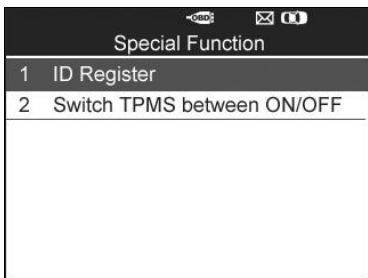 OBD
Special Function
1 ID Register
2 Switch TPMS between ON/OFF